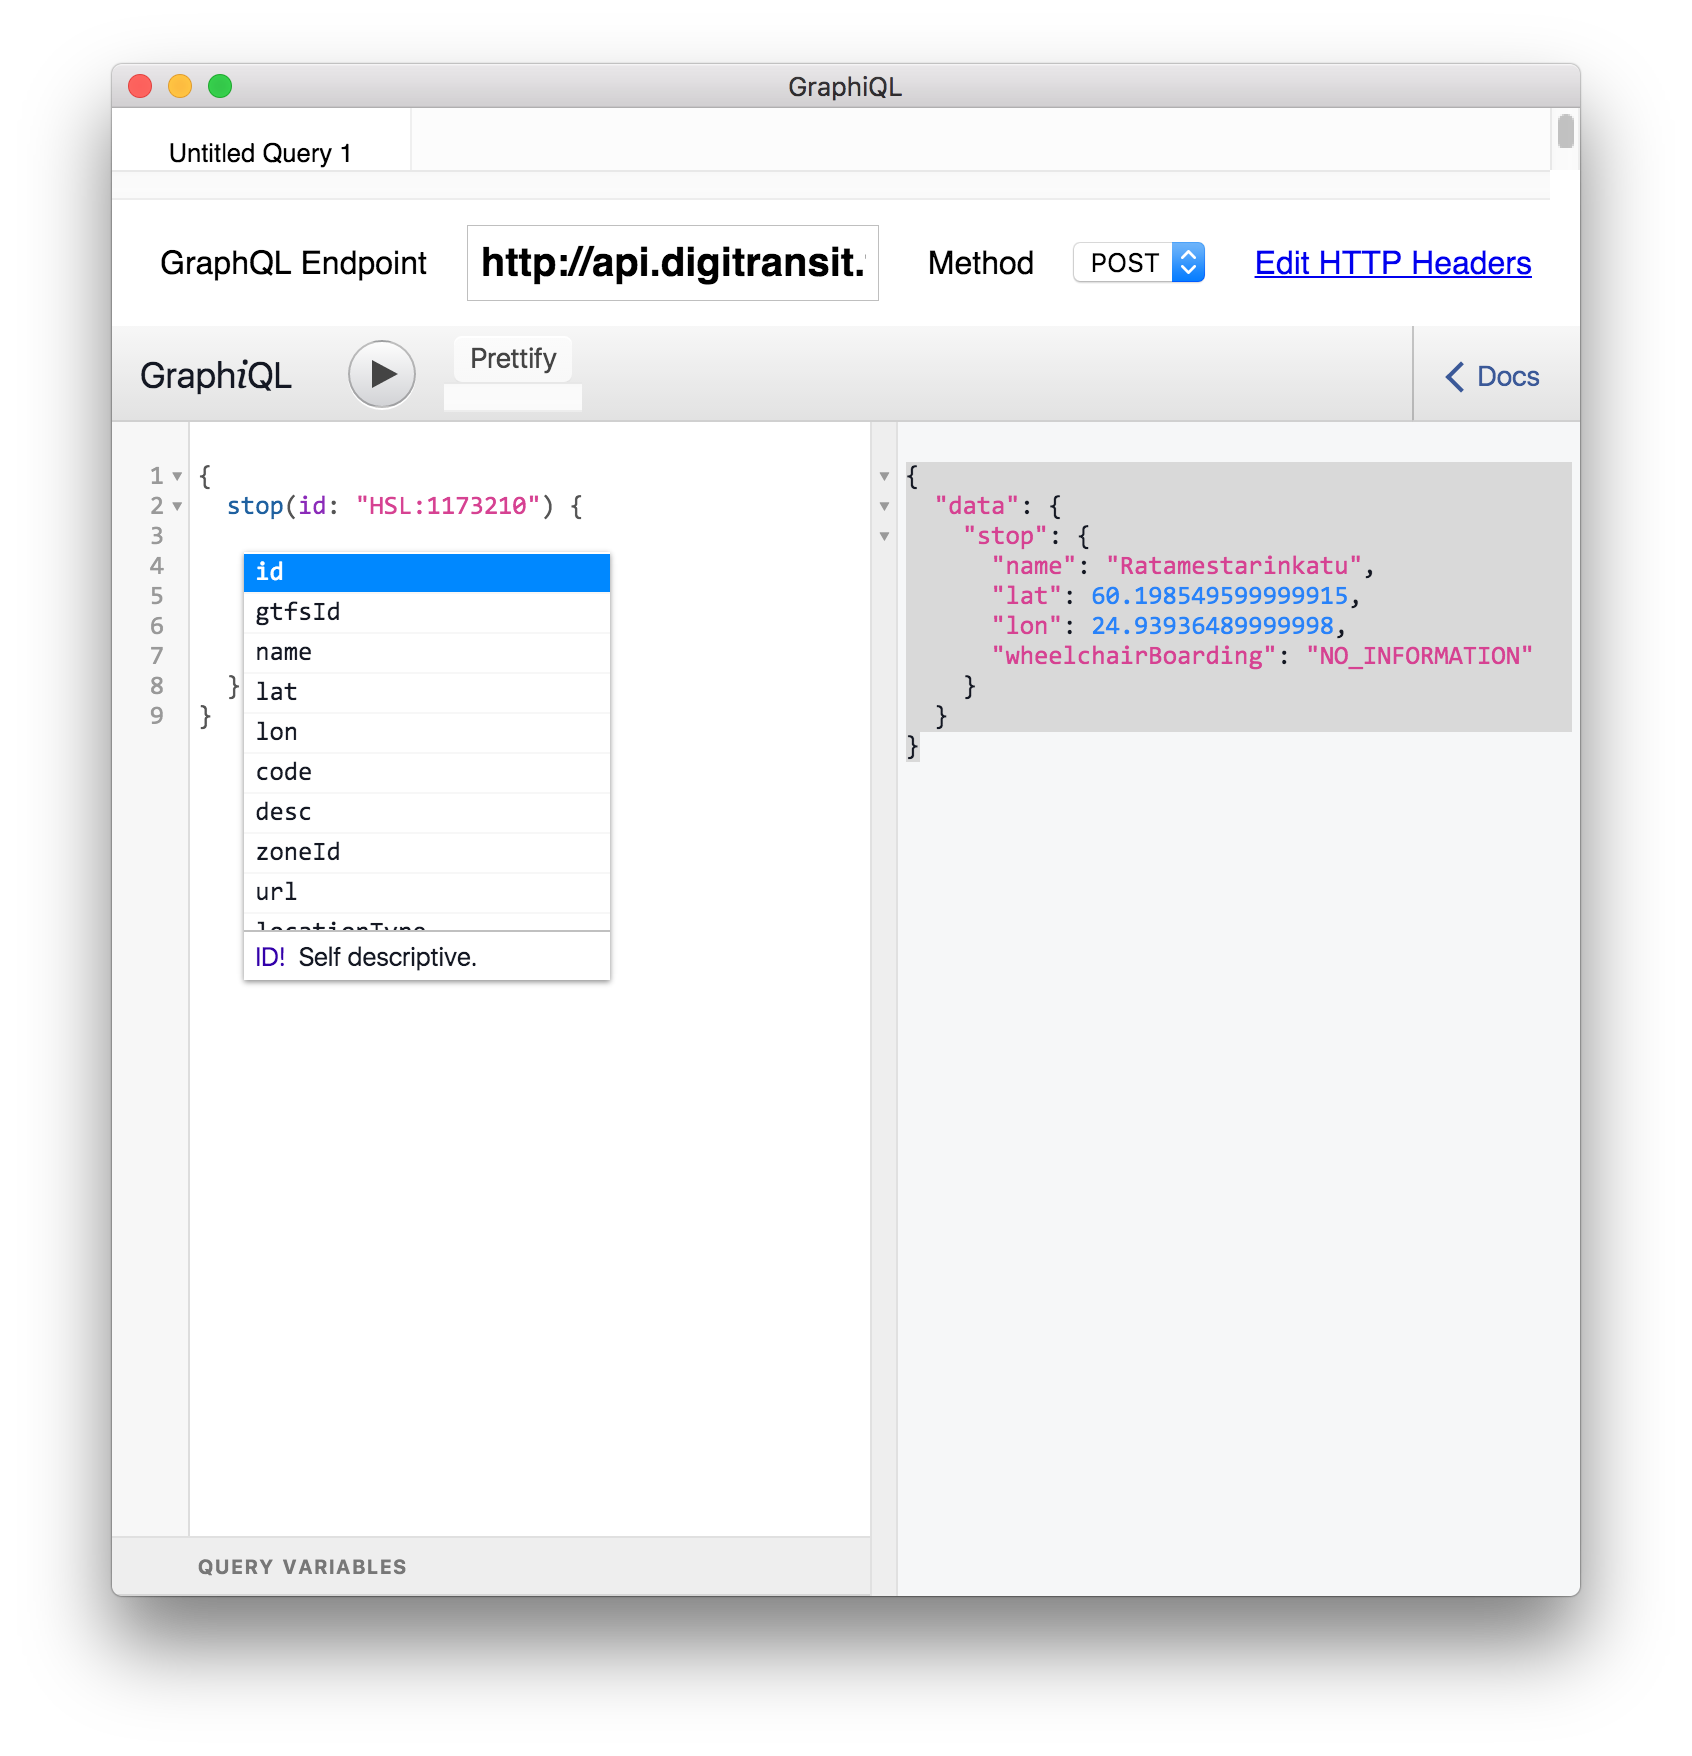 GraphiQL
Untitled Query 1
GraphQL Endpoint http://api.digitransit. Method POST Edit HTTP Headers
GraphiQL Prettify Docs
1 {
2 stop(id: "HSL:1173210") {
3
4
5
6
7
8 }
9 }
id
gtfsId
name
lat
lon
code
desc
zoneId
url
locationType
ID! Self descriptive.
{
"data": {
"stop": {
"name": "Ratamestarinkatu",
"lat": 60.198549599999915,
"lon": 24.93936489999998,
"wheelchairBoarding": "NO_INFORMATION"
}
}
}
QUERY VARIABLES